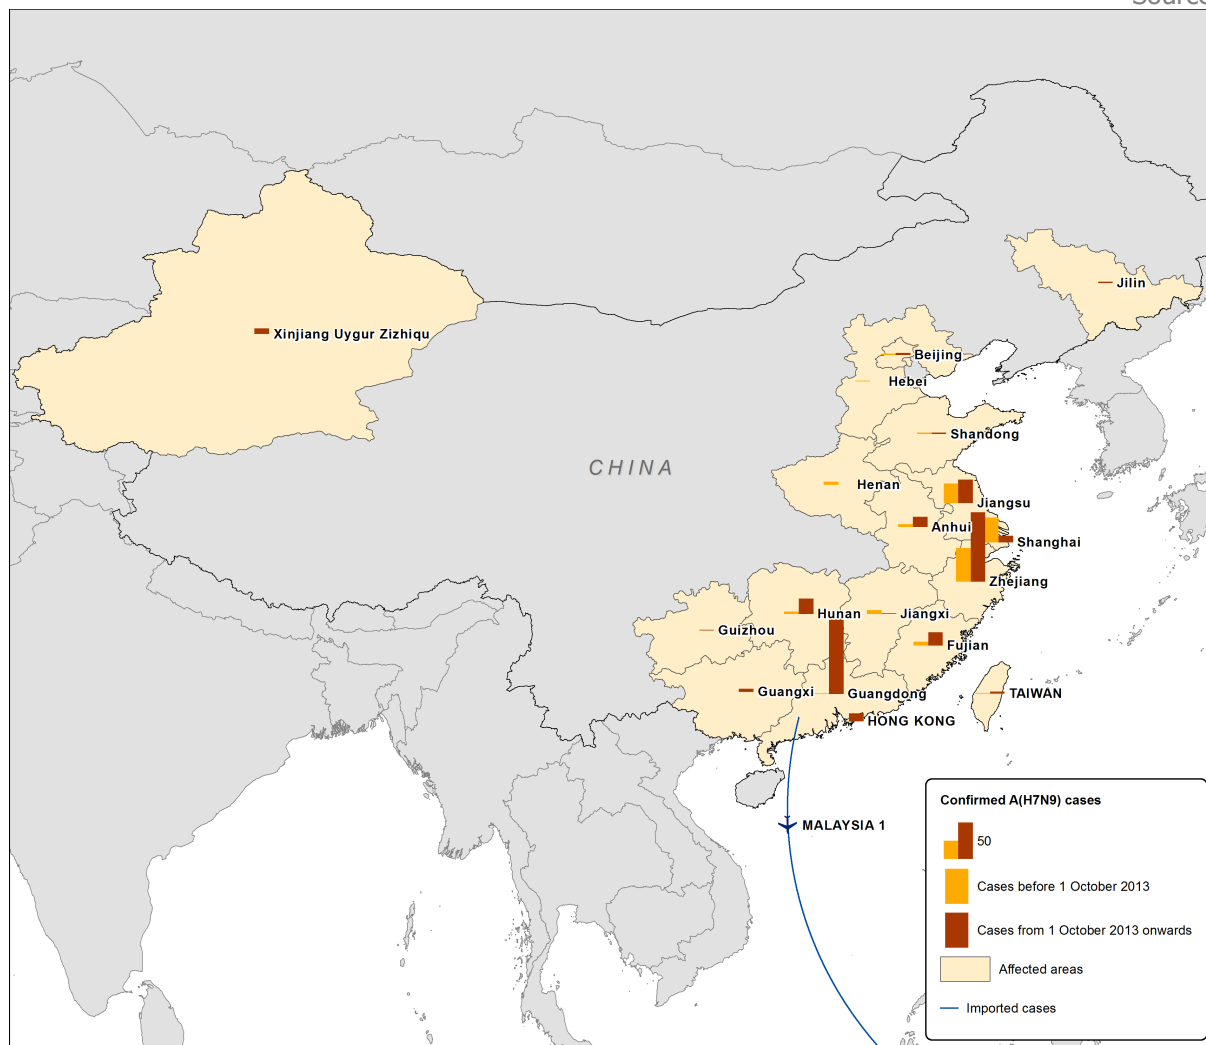 Source
Jilin
Xinjiang Uygur Zizhiqu
Beijing
Hebei
Shandong
CHINA
Henan
Jiangsu
Anhui
Shanghai
Zhejiang
Hunan
Jiangxi
Guizhou
Fujian
Guangxi
Guangdong
TAIWAN
HONG KONG
MALAYSIA 1
Confirmed A(H7N9) cases
50
Cases before 1 October 2013
Cases from 1 October 2013 onwards
Affected areas
Imported cases